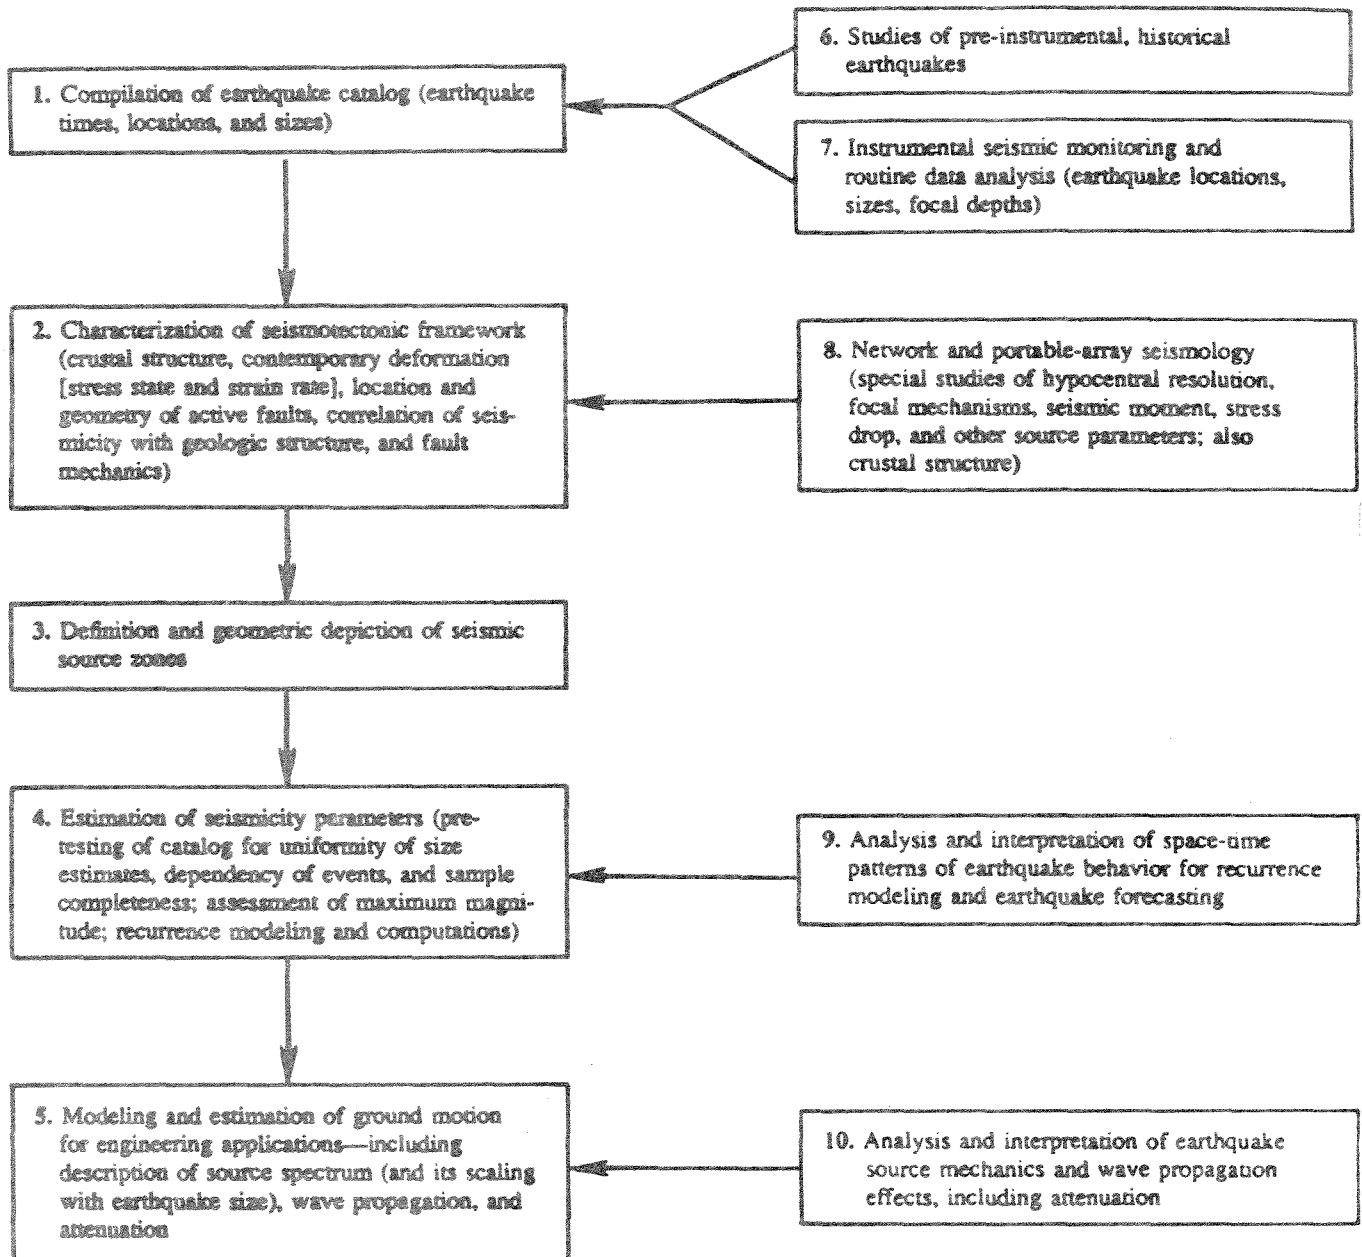 1. Compilation of earthquake catalog (earthquake
times, locations, and sizes)
2. Characterization of seismotectonic framework
(crustal structure, contemporary deformation
[stress state and strain rate], location and
geometry of active faults, correlation of seis-
micity with geologic structure, and fault
mechanics)
3. Definition and geometric depiction of seismic
source zones
4. Estimation of seismicity parameters (pre-
testing of catalog for uniformity of size
estimates, dependency of events, and sample
completeness; assessment of maximum magni-
tude; recurrence modeling and computations)
5. Modeling and estimation of ground motion
for engineering applications—including
description of source spectrum (and its scaling
with earthquake size), wave propagation, and
attenuation
6. Studies of pre-instrumental, historical
earthquakes
7. Instrumental seismic monitoring and
routine data analysis (earthquake locations,
sizes, focal depths)
8. Network and portable-array seismology
(special studies of hypocentral resolution,
focal mechanisms, seismic moment, stress
drop, and other source parameters; also
crustal structure)
9. Analysis and interpretation of space-time
patterns of earthquake behavior for recurrence
modeling and earthquake forecasting
10. Analysis and interpretation of earthquake
source mechanics and wave propagation
effects, including attenuation